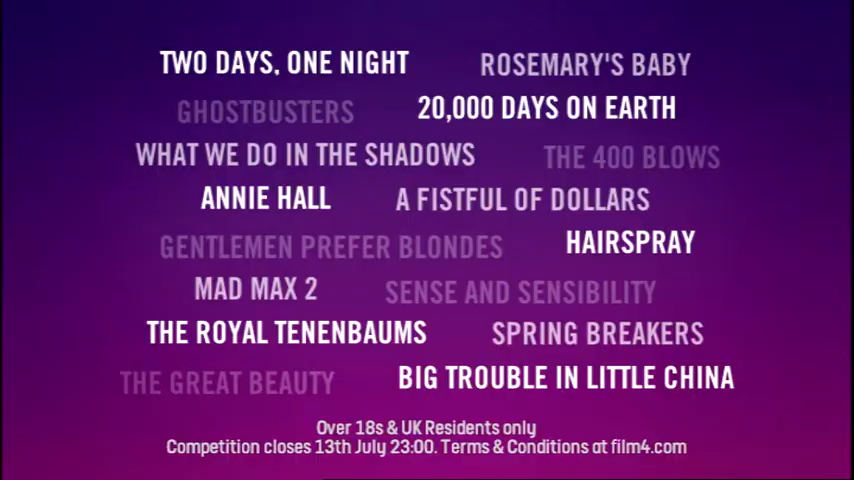 TWO DAYS, ONE NIGHT ROSEMARY'S BABY
GHOSTBUSTERS 20,000 DAYS ON EARTH
WHAT WE DO IN THE SHADOWS THE 400 BLOWS
ANNIE HALL A FISTFUL OF DOLLARS
GENTLEMEN PREFER BLONDES HAIRSPRAY
MAD MAX 2 SENSE AND SENSIBILITY
THE ROYAL TENENBAUMS SPRING BREAKERS
THE GREAT BEAUTY BIG TROUBLE IN LITTLE CHINA
Over 18s & UK Residents only
Competition closes 13th July 23:00. Terms & Conditions at film4.com